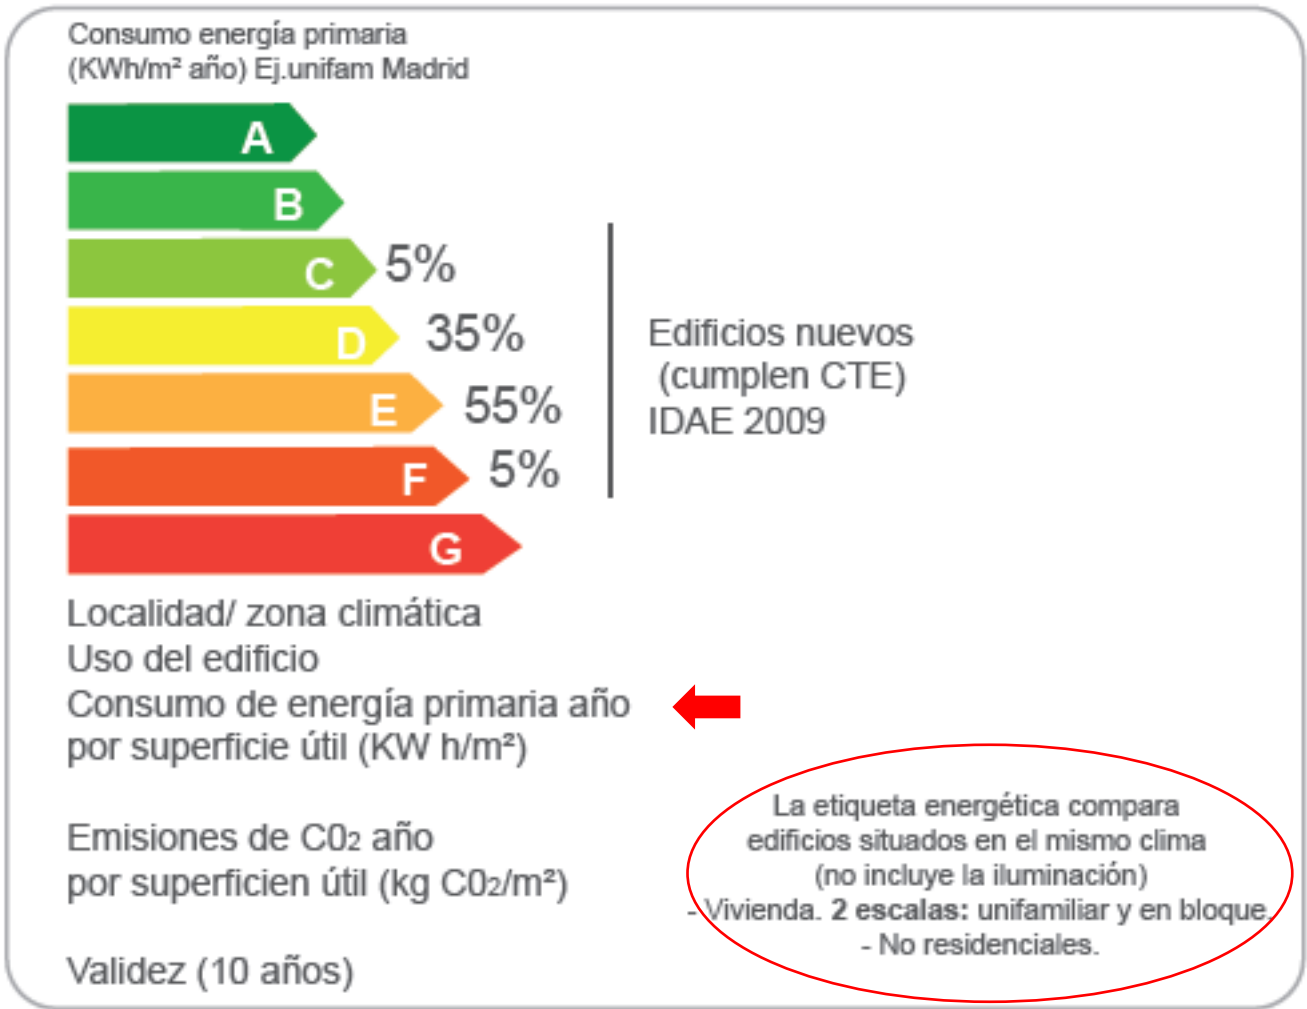 Consumo energía primaria
(KWh/m² año) Ej.unifam Madrid
A
B
C 5%
D 35%
E 55%
F 5%
G
Edificios nuevos
(cumplen CTE)
IDAE 2009
Localidad/ zona climática
Uso del edificio
Consumo de energía primaria año
por superficie útil (KW h/m²)
Emisiones de C02 año
por superficien útil (kg C02/m²)
Validez (10 años)
La etiqueta energética compara
edificios situados en el mismo clima
(no incluye la iluminación)
- Vivienda. 2 escalas: unifamiliar y en bloque.
- No residenciales.